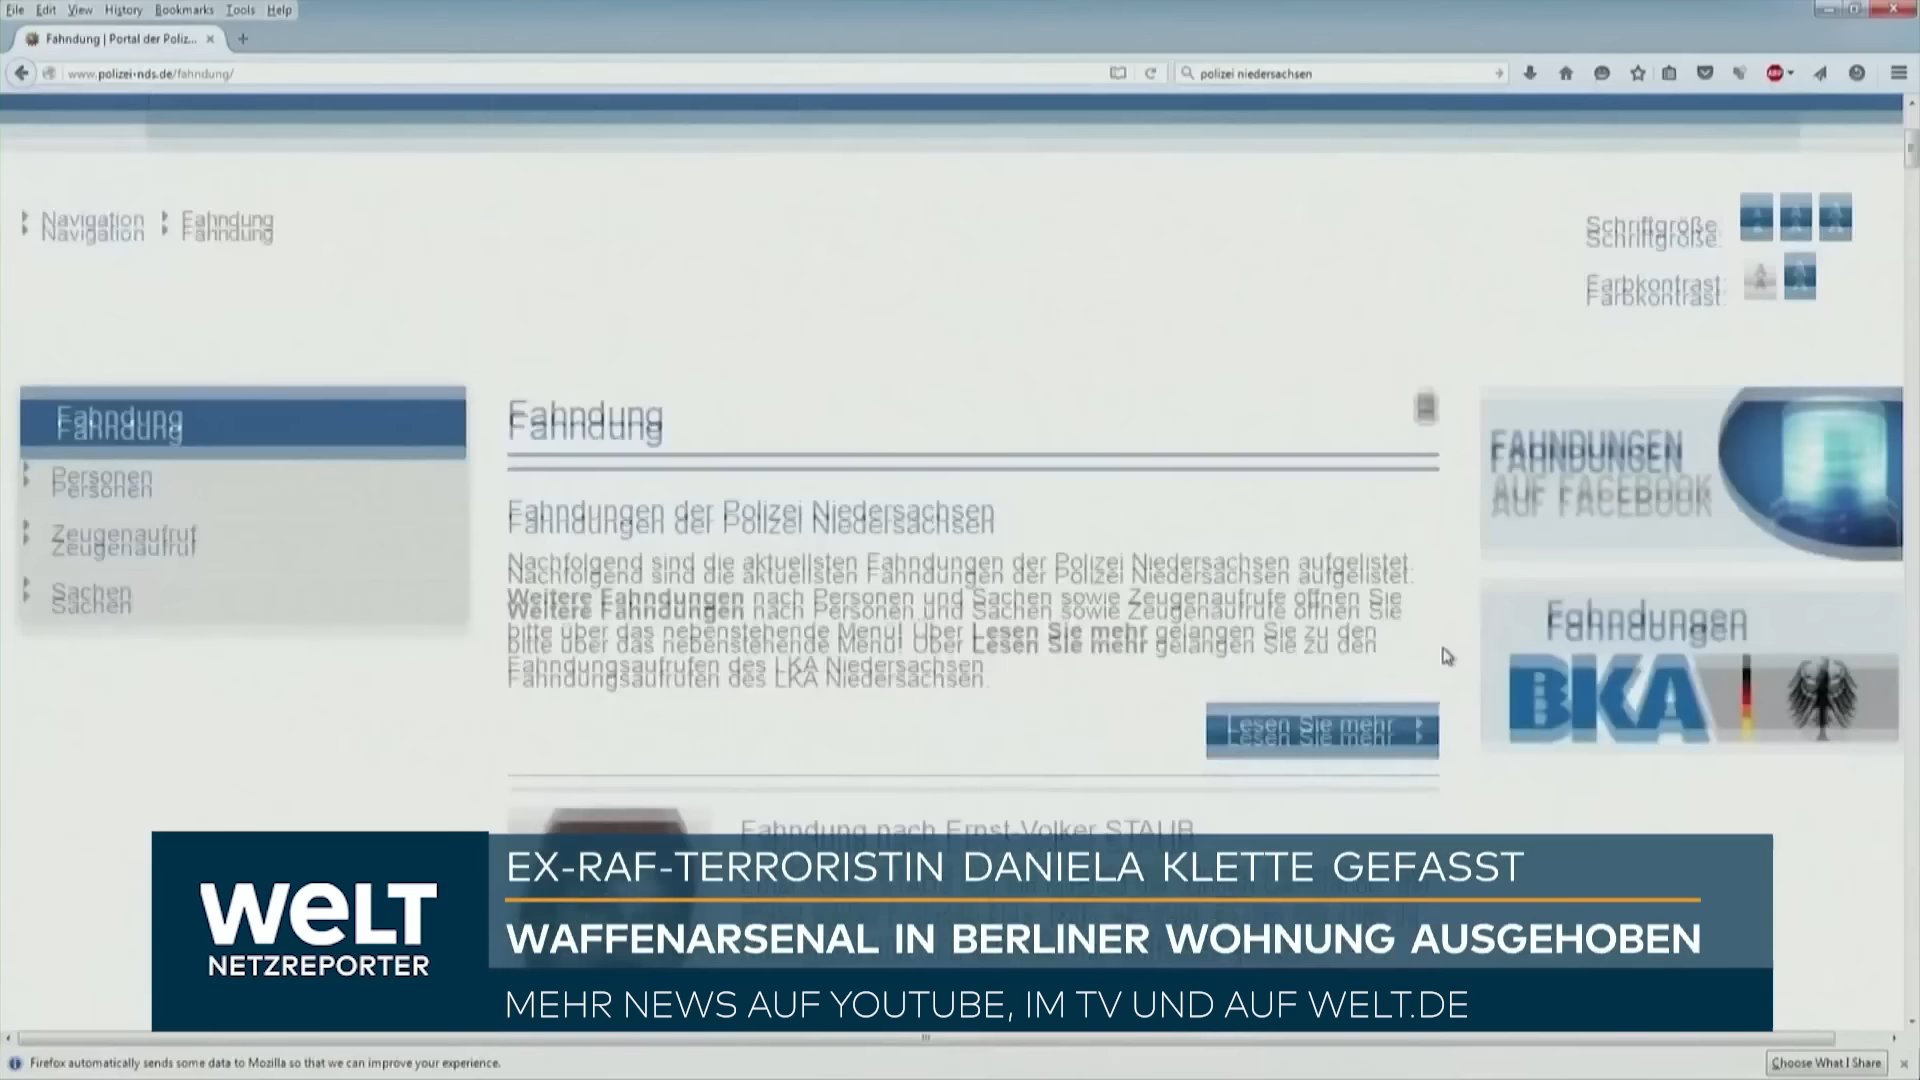 File Edit View History Bookmarks Tools Help
Fahndung | Portal der Poliz...
www.polizei-nds.de/fahndung/
polizei niedersachsen
Navigation Fahndung
Schriftgröße:
Farbkontrast:
Fahndung
Personen
Zeugenaufruf
Sachen
Fahndung
Fahndungen der Polizei Niedersachsen
Nachfolgend sind die aktuellsten Fahndungen der Polizei Niedersachsen aufgelistet.
Weitere Fahndungen nach Personen und Sachen sowie Zeugenaufrufe öffnen Sie
bitte über das nebenstehende Menü! Über Lesen Sie mehr gelangen Sie zu den
Fahndungsaufrufen des LKA Niedersachsen.
Lesen Sie mehr
FAHNDUNGEN
AUF FACEBOOK
Fahndungen
BKA
Fahndung nach Ernst-Volker STAUB
WELT
NETZREPORTER
EX-RAF-TERRORISTIN DANIELA KLETTE GEFASST
WAFFENARSENAL IN BERLINER WOHNUNG AUSGEHOBEN
MEHR NEWS AUF YOUTUBE, IM TV UND AUF WELT.DE
Firefox automatically sends some data to Mozilla so that we can improve your experience.
Choose What I Share